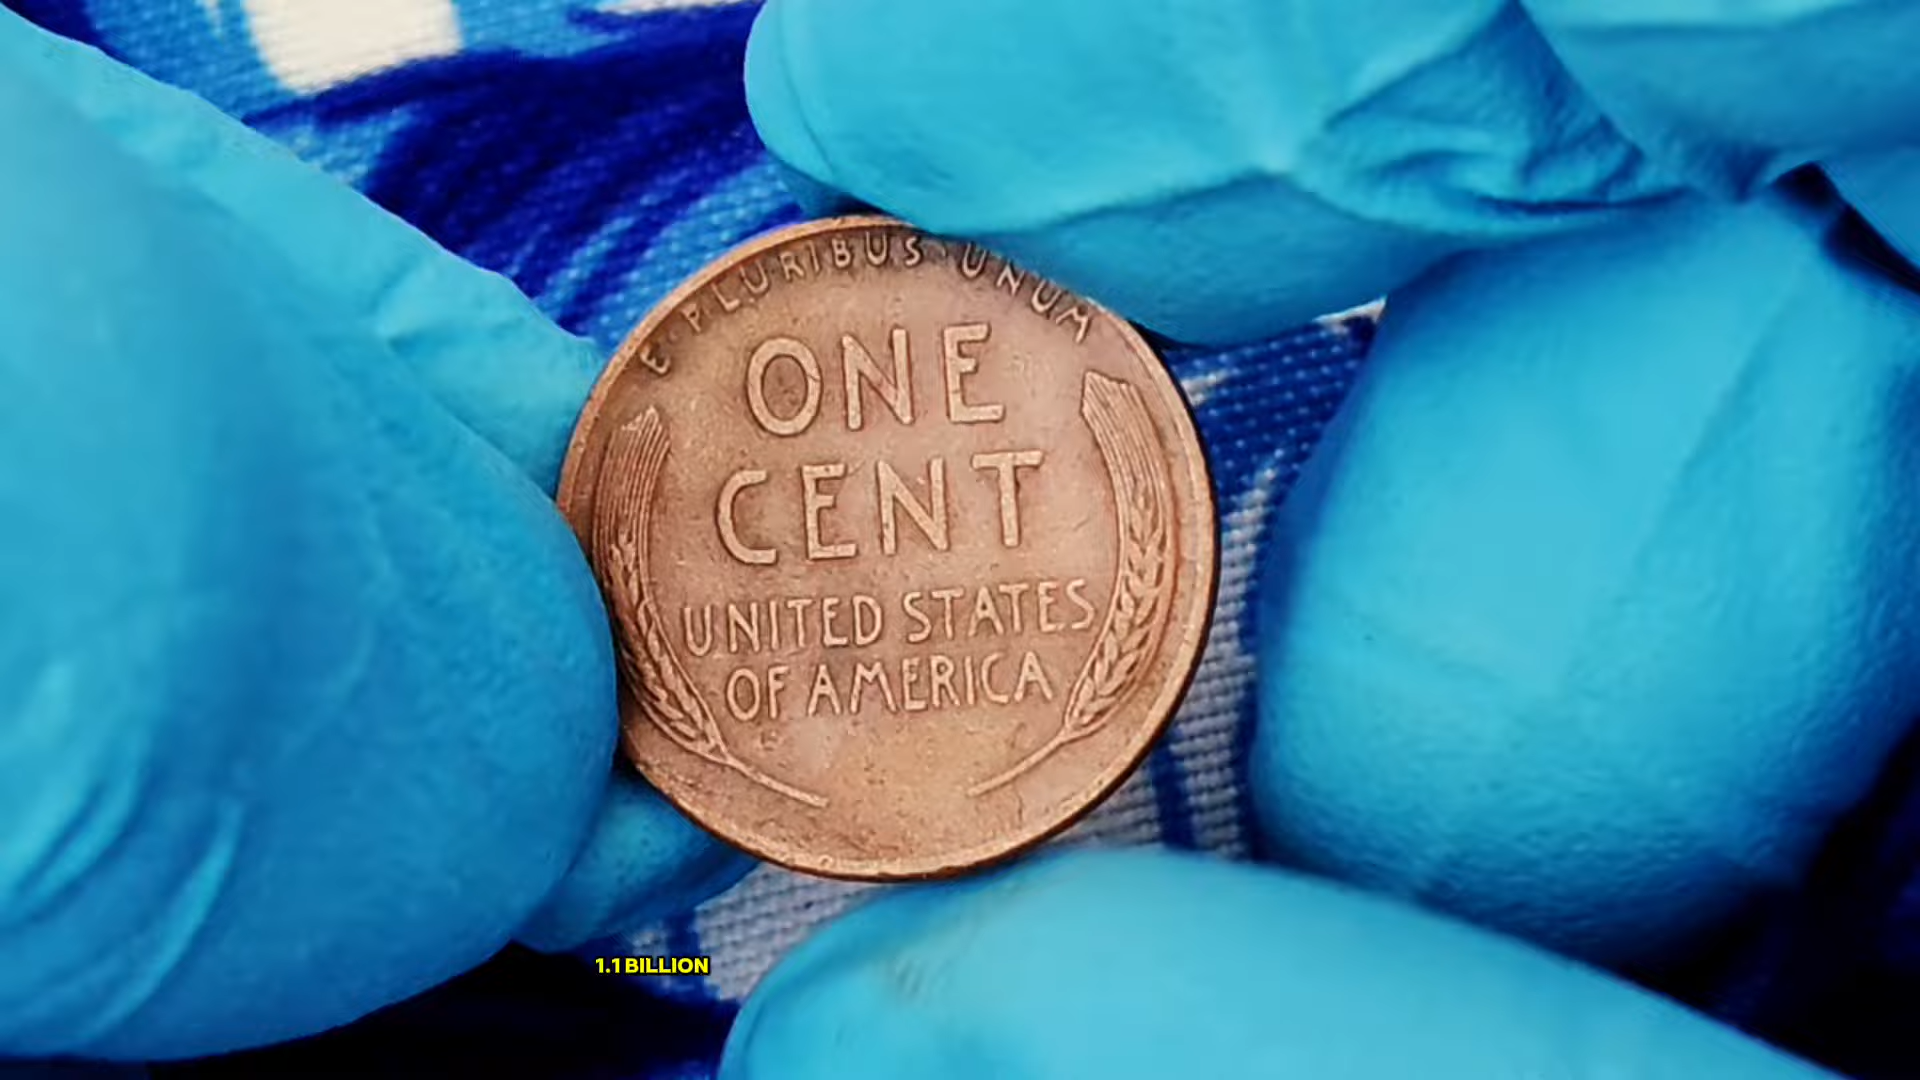 E·PLURIBUS·UNUM
ONE
CENT
UNITED STATES
OF AMERICA
1.1 BILLION